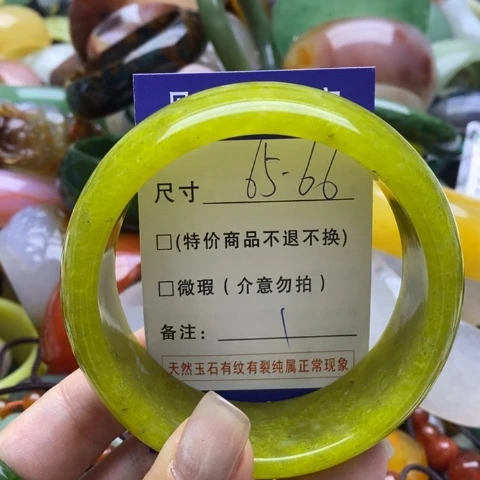 尺寸 65-66
□(特价商品不退不换)
□微瑕(介意勿拍)
备注:
天然玉石有纹有裂纯属正常现象